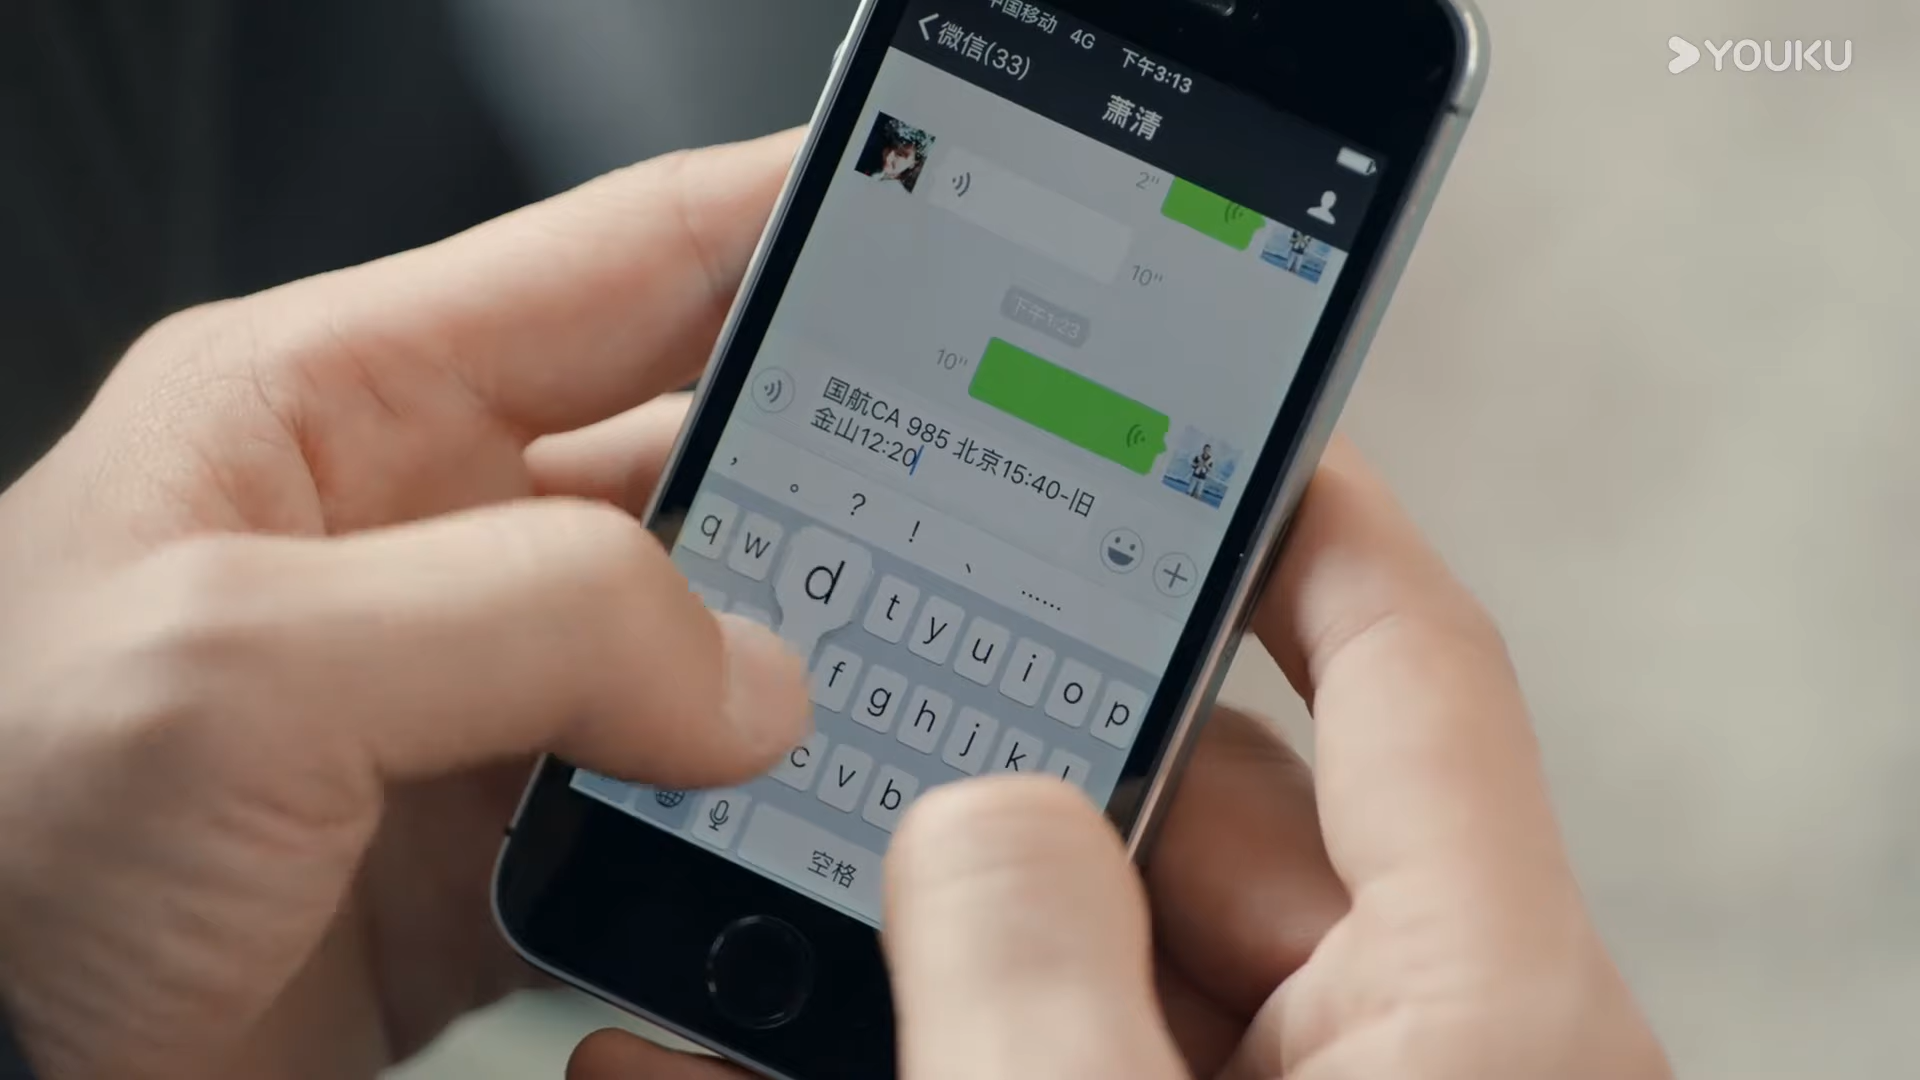 YOUKU
中国移动 4G 下午3:13
微信(33)
萧清
2"
10"
下午1:23
10"
国航CA 985 北京15:40-旧
金山12:20
， 。 ？ ！ 、 ……
q w d t y u i o p
f g h j k l
c v b
空格